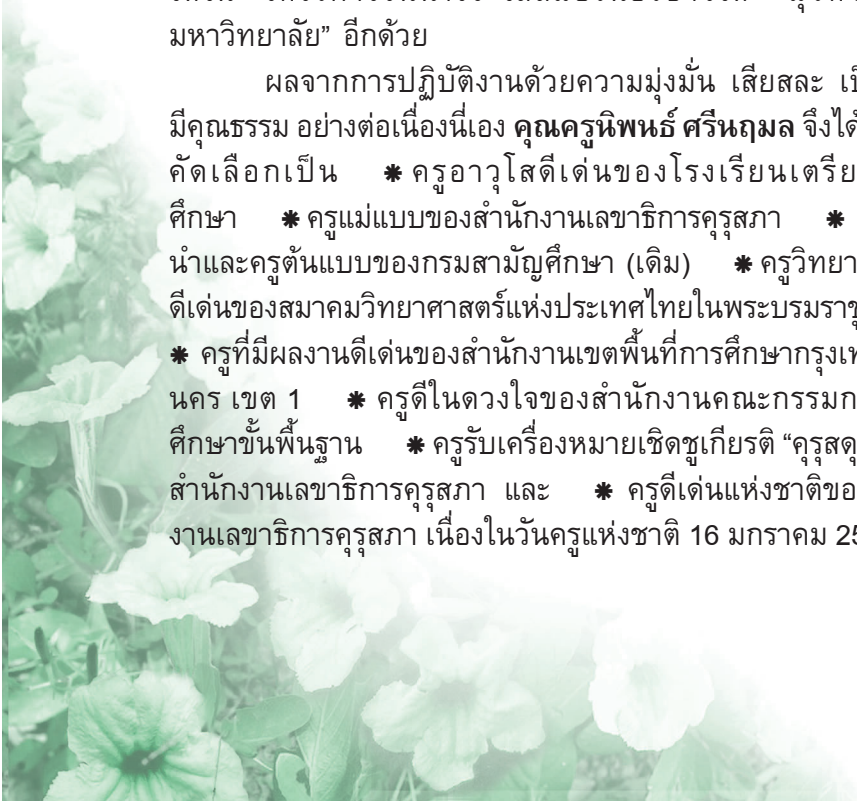 มหาวิทยาลัย” อีกด้วย
ผลจากการปฏิบัติงานด้วยความมุ่งมั่น เสียสละ
มีคุณธรรม อย่างต่อเนื่องนี่เอง คุณครูนิพนธ์ ศรีนฤมล จึงได้
คัดเลือกเป็น ✱ ครูอาวุโสดีเด่นของโรงเรียนเตรีย
ศึกษา ✱ ครูแม่แบบของสำนักงานเลขาธิการคุรุสภา ✱
นำและครูต้นแบบของกรมสามัญศึกษา (เดิม) ✱ ครูวิทยา
ดีเด่นของสมาคมวิทยาศาสตร์แห่งประเทศไทยในพระบรมราชู
✱ ครูที่มีผลงานดีเด่นของสำนักงานเขตพื้นที่การศึกษากรุงเท
นคร เขต 1 ✱ ครูดีในดวงใจของสำนักงานคณะกรรมก
ศึกษาขั้นพื้นฐาน ✱ ครูรับเครื่องหมายเชิดชูเกียรติ “คุรุสดุ
สำนักงานเลขาธิการคุรุสภา และ ✱ ครูดีเด่นแห่งชาติขอ
งานเลขาธิการคุรุสภา เนื่องในวันครูแห่งชาติ 16 มกราคม 25